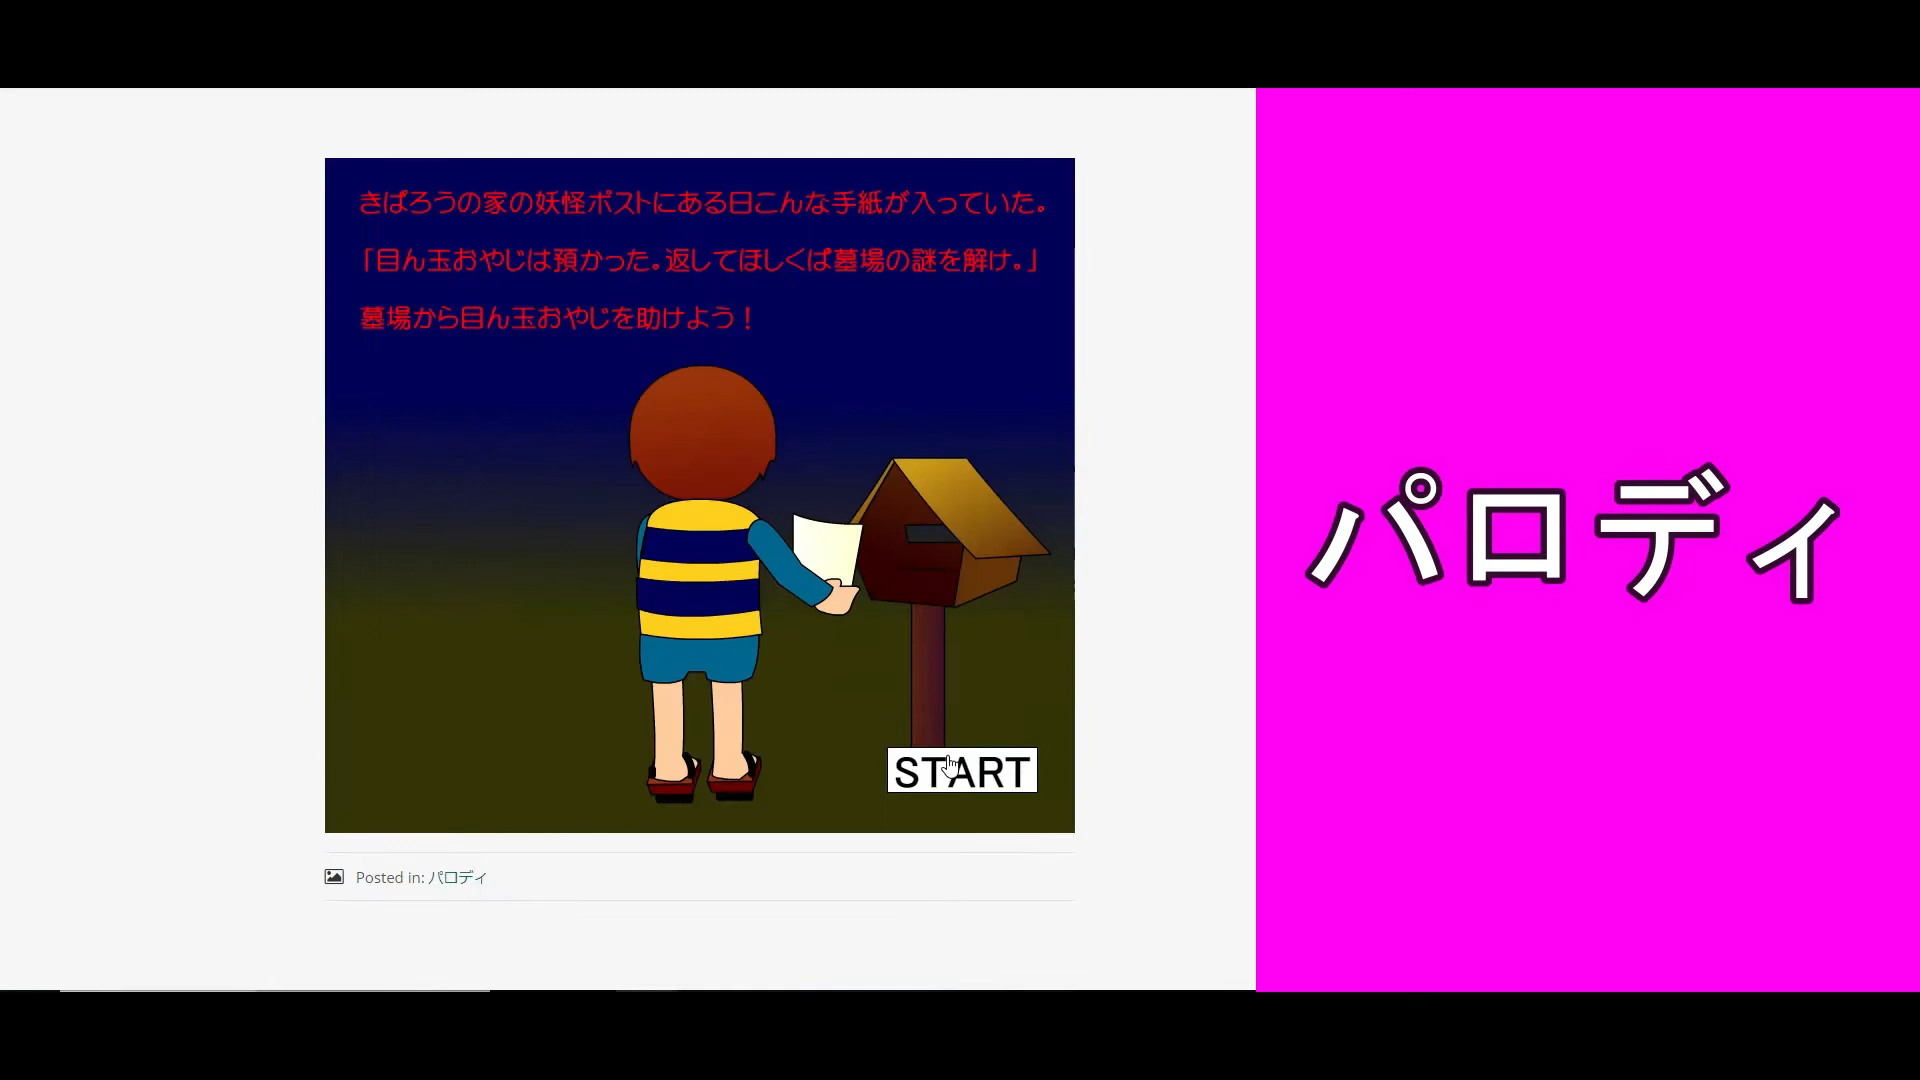 きぱろうの家の妖怪ポストにある日こんな手紙が入っていた。
「目ん玉おやじは預かった。返してほしくば墓場の謎を解け。」
墓場から目ん玉おやじを助けよう！
START
Posted in: パロディ
パロディ